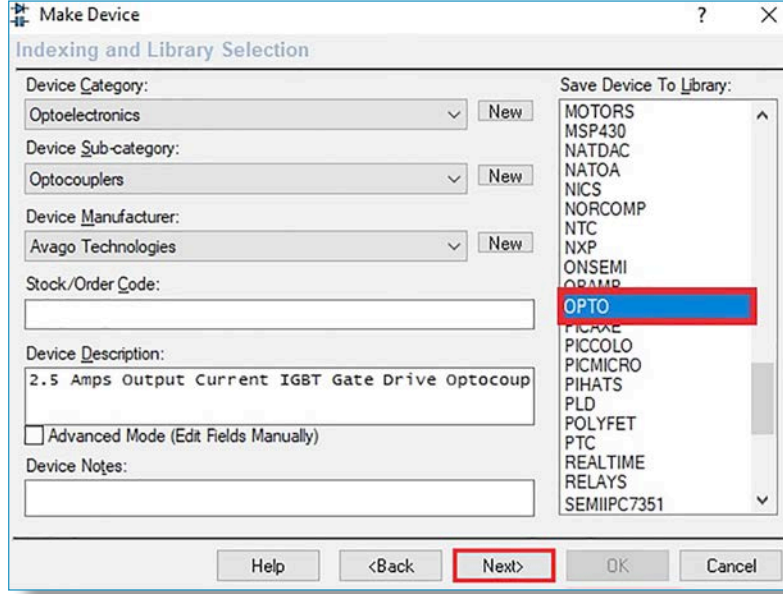 Make Device
?
Indexing and Library Selection
Device Category:
Optoelectronics
New
Device Sub-category:
Optocouplers
New
Device Manufacturer:
Avago Technologies
New
Stock/Order Code:
Device Description:
2.5 Amps Output Current IGBT Gate Drive Optocoup
Advanced Mode (Edit Fields Manually)
Device Notes:
Save Device To Library:
MOTORS
MSP430
NATDAC
NATOA
NICS
NORCOMP
NTC
NXP
ONSEMI
OPAMP
OPTO
PICAXE
PICCOLO
PICMICRO
PIHATS
PLD
POLYFET
PTC
REALTIME
RELAYS
SEMIIPC7351
Help
<Back
Next>
OK
Cancel